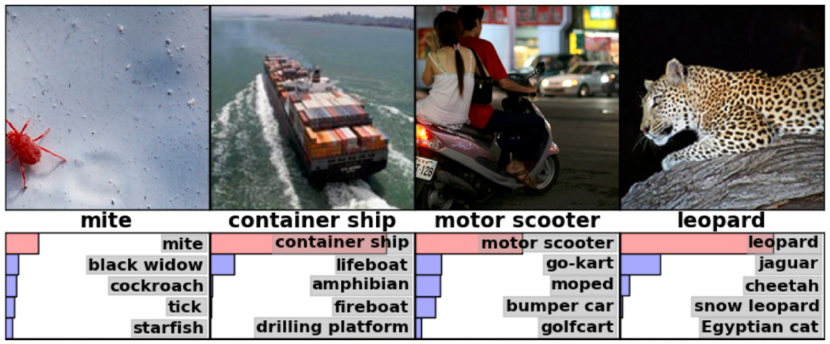 mite
container ship
motor scooter
leopard
mite
black widow
cockroach
tick
starfish
container ship
lifeboat
amphibian
fireboat
drilling platform
motor scooter
go-kart
moped
bumper car
golfcart
leopard
jaguar
cheetah
snow leopard
Egyptian cat